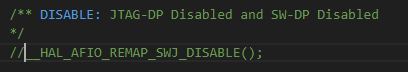 /** DISABLE: JTAG-DP Disabled and SW-DP Disabled
*/
//__HAL_AFIO_REMAP_SWJ_DISABLE();